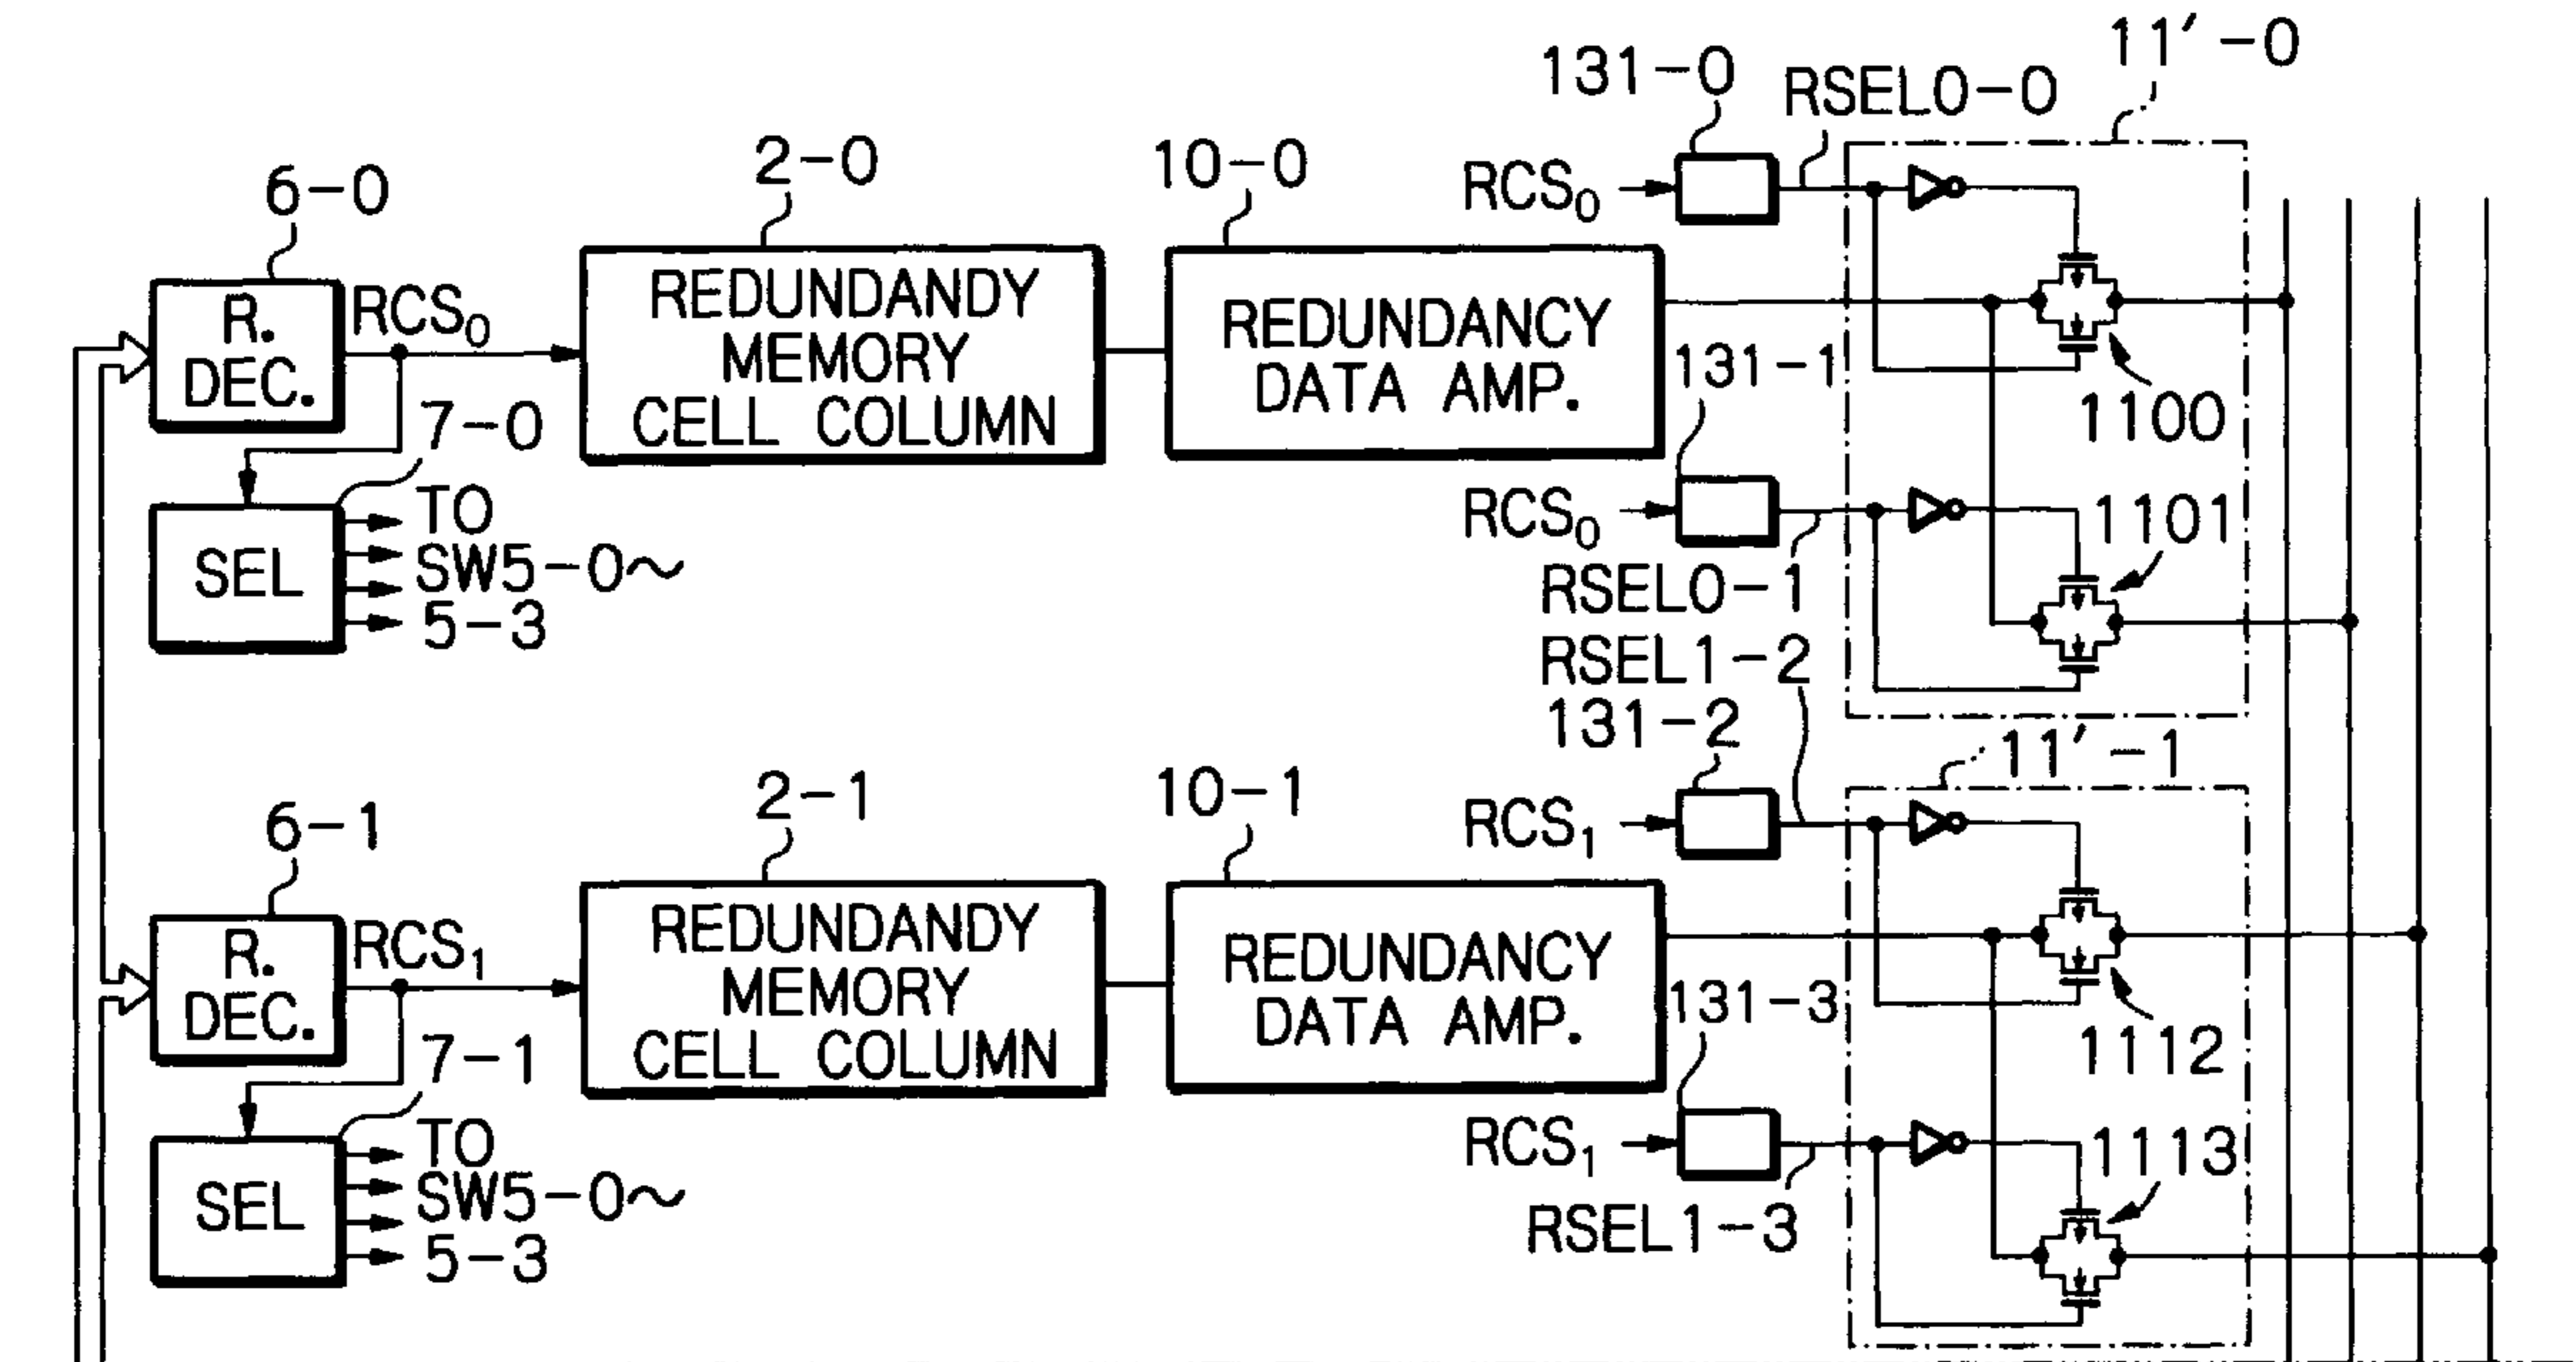 11'-0
131-0
RSEL0-0
2-0
10-0
6-0
RCS0
R.
DEC.
RCS0
REDUNDANDY
MEMORY
CELL COLUMN
REDUNDANCY
DATA AMP.
131-1
1100
7-0
TO
SW5-0~
5-3
SEL
RCS0
1101
RSEL0-1
RSEL1-2
131-2
11'-1
2-1
10-1
6-1
RCS1
R.
DEC.
RCS1
REDUNDANDY
MEMORY
CELL COLUMN
REDUNDANCY
DATA AMP.
131-3
1112
7-1
TO
SW5-0~
5-3
SEL
RCS1
1113
RSEL1-3